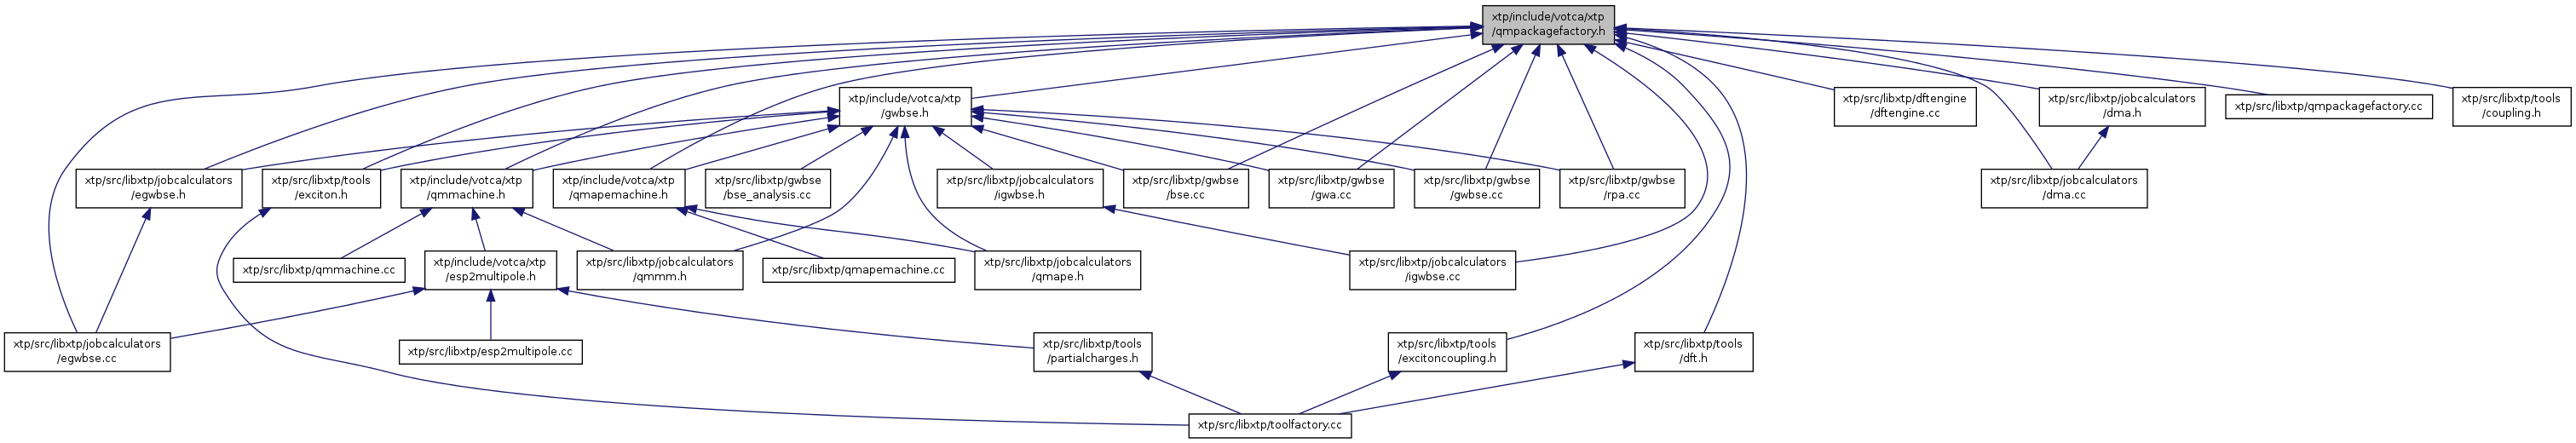 xtp/include/votca/xtp
/qmpackagefactory.h
xtp/include/votca/xtp
/gwbse.h
xtp/src/libxtp/dftengine
/dftengine.cc
xtp/src/libxtp/jobcalculators
/dma.h
xtp/src/libxtp/qmpackagefactory.cc
xtp/src/libxtp/tools
/coupling.h
xtp/src/libxtp/jobcalculators
/egwbse.h
xtp/src/libxtp/tools
/exciton.h
xtp/include/votca/xtp
/qmmachine.h
xtp/include/votca/xtp
/qmapemachine.h
xtp/src/libxtp/gwbse
/bse_analysis.cc
xtp/src/libxtp/jobcalculators
/igwbse.h
xtp/src/libxtp/gwbse
/bse.cc
xtp/src/libxtp/gwbse
/gwa.cc
xtp/src/libxtp/gwbse
/gwbse.cc
xtp/src/libxtp/gwbse
/rpa.cc
xtp/src/libxtp/jobcalculators
/dma.cc
xtp/src/libxtp/qmmachine.cc
xtp/include/votca/xtp
/esp2multipole.h
xtp/src/libxtp/jobcalculators
/qmmm.h
xtp/src/libxtp/qmapemachine.cc
xtp/src/libxtp/jobcalculators
/qmape.h
xtp/src/libxtp/jobcalculators
/igwbse.cc
xtp/src/libxtp/jobcalculators
/egwbse.cc
xtp/src/libxtp/esp2multipole.cc
xtp/src/libxtp/tools
/partialcharges.h
xtp/src/libxtp/tools
/excitoncoupling.h
xtp/src/libxtp/tools
/dft.h
xtp/src/libxtp/toolfactory.cc